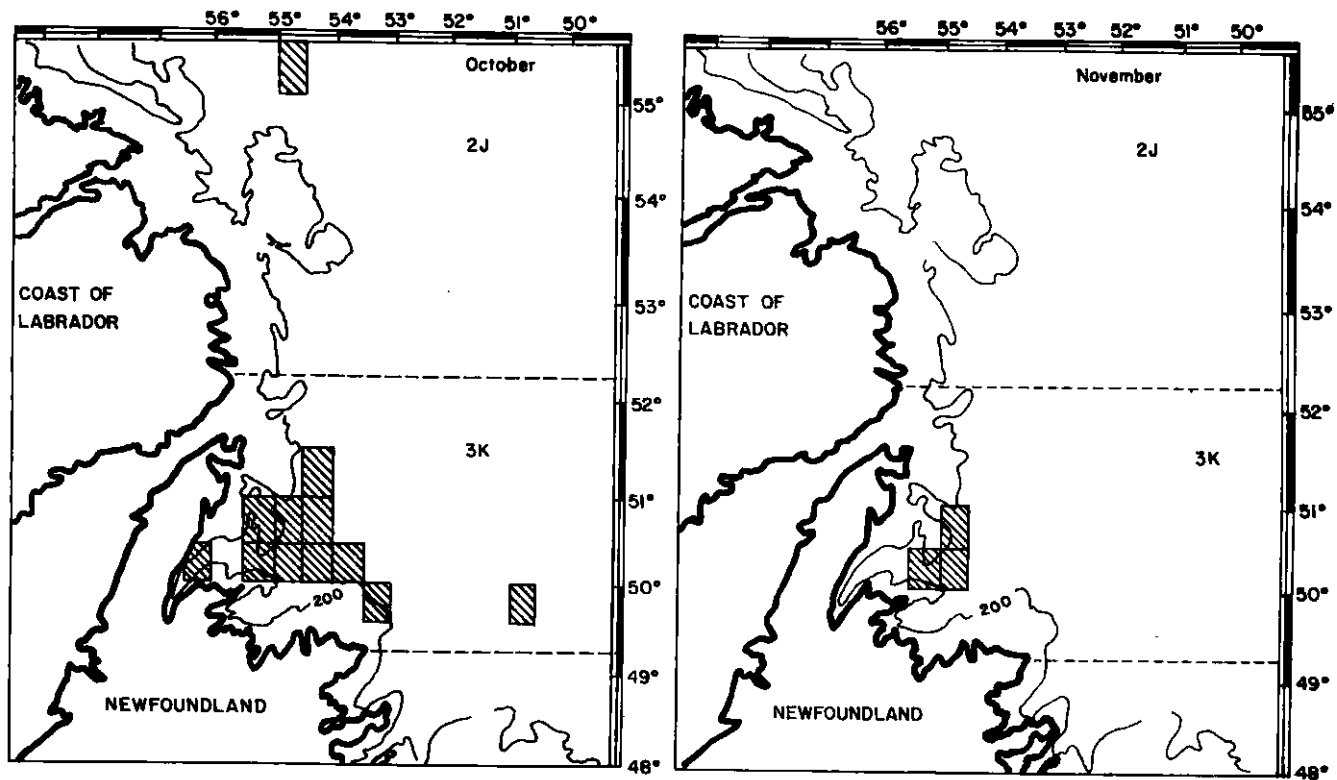 56° 55° 54° 53° 52° 51° 50°
October
55°
2J
54°
COAST OF
LABRADOR
53°
52°
3K
51°
50°
200
49°
NEWFOUNDLAND
48°
56° 55° 54° 53° 52° 51° 50°
November
55°
2J
54°
COAST OF
LABRADOR
53°
52°
3K
51°
50°
200
49°
NEWFOUNDLAND
48°